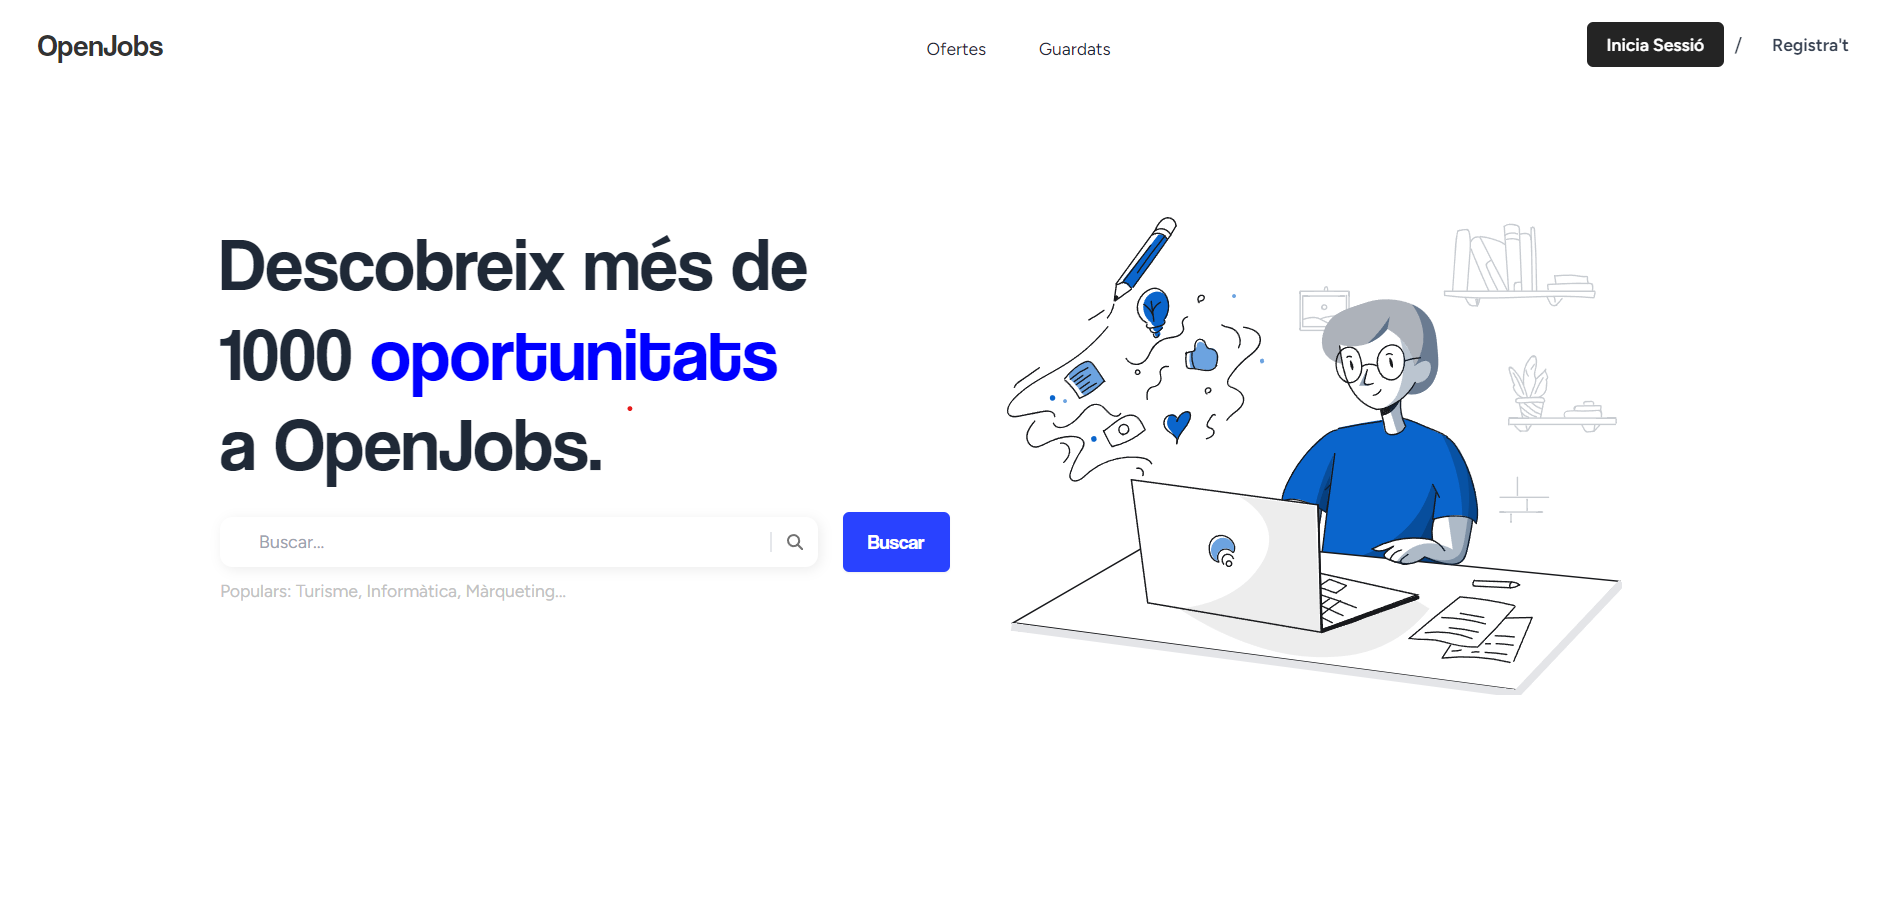 OpenJobs
Ofertes
Guardats
Inicia Sessió / Registra't
Descobreix més de
1000 oportunitats
a OpenJobs.
Buscar...
Buscar
Populars: Turisme, Informàtica, Màrqueting...